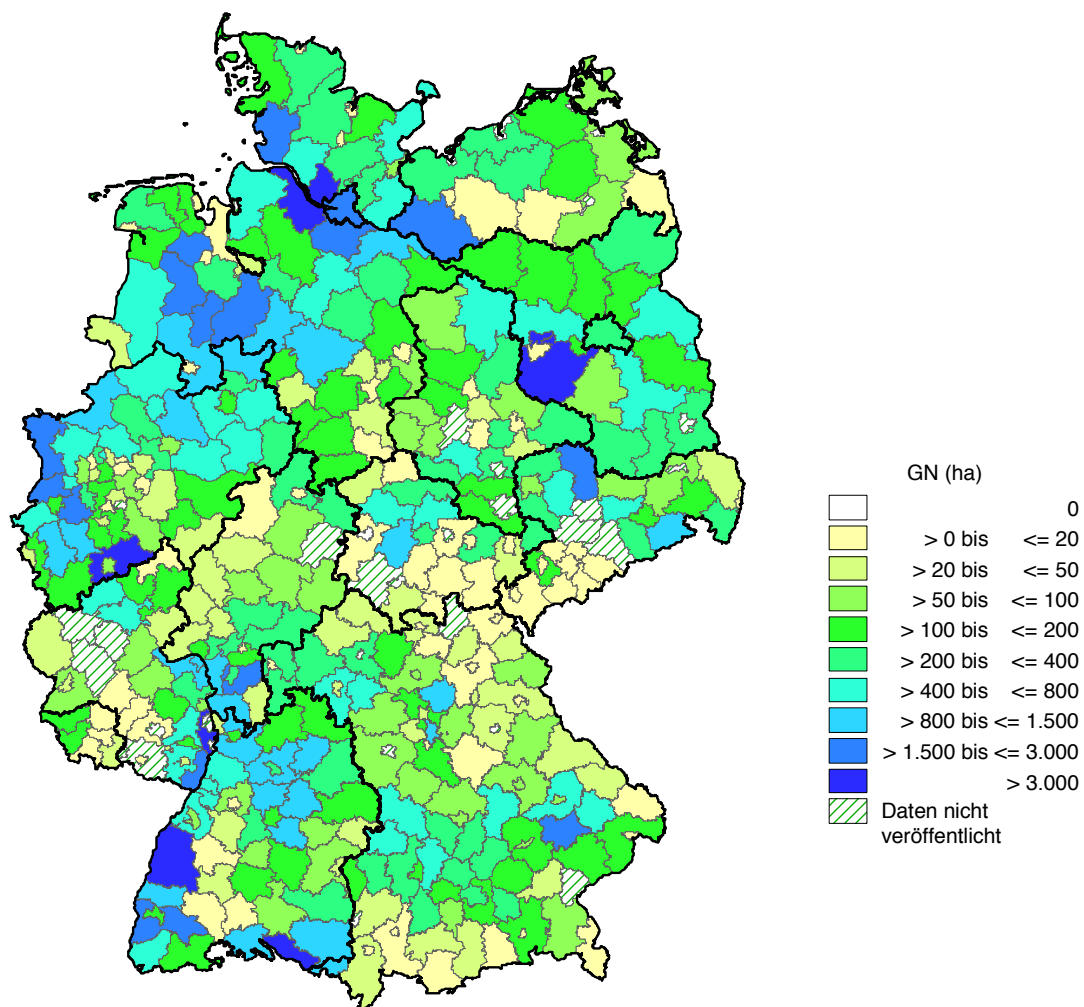 GN (ha)
0
> 0 bis <= 20
> 20 bis <= 50
> 50 bis <= 100
> 100 bis <= 200
> 200 bis <= 400
> 400 bis <= 800
> 800 bis <= 1.500
> 1.500 bis <= 3.000
> 3.000
Daten nicht
veröffentlicht